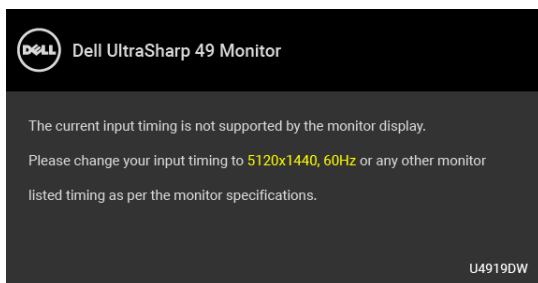 DELL Dell UltraSharp 49 Monitor
The current input timing is not supported by the monitor display.
Please change your input timing to 5120x1440, 60Hz or any other monitor
listed timing as per the monitor specifications.
U4919DW